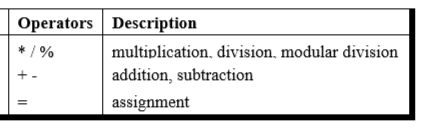 Operators Description
* / % multiplication, division, modular division
+ - addition, subtraction
= assignment